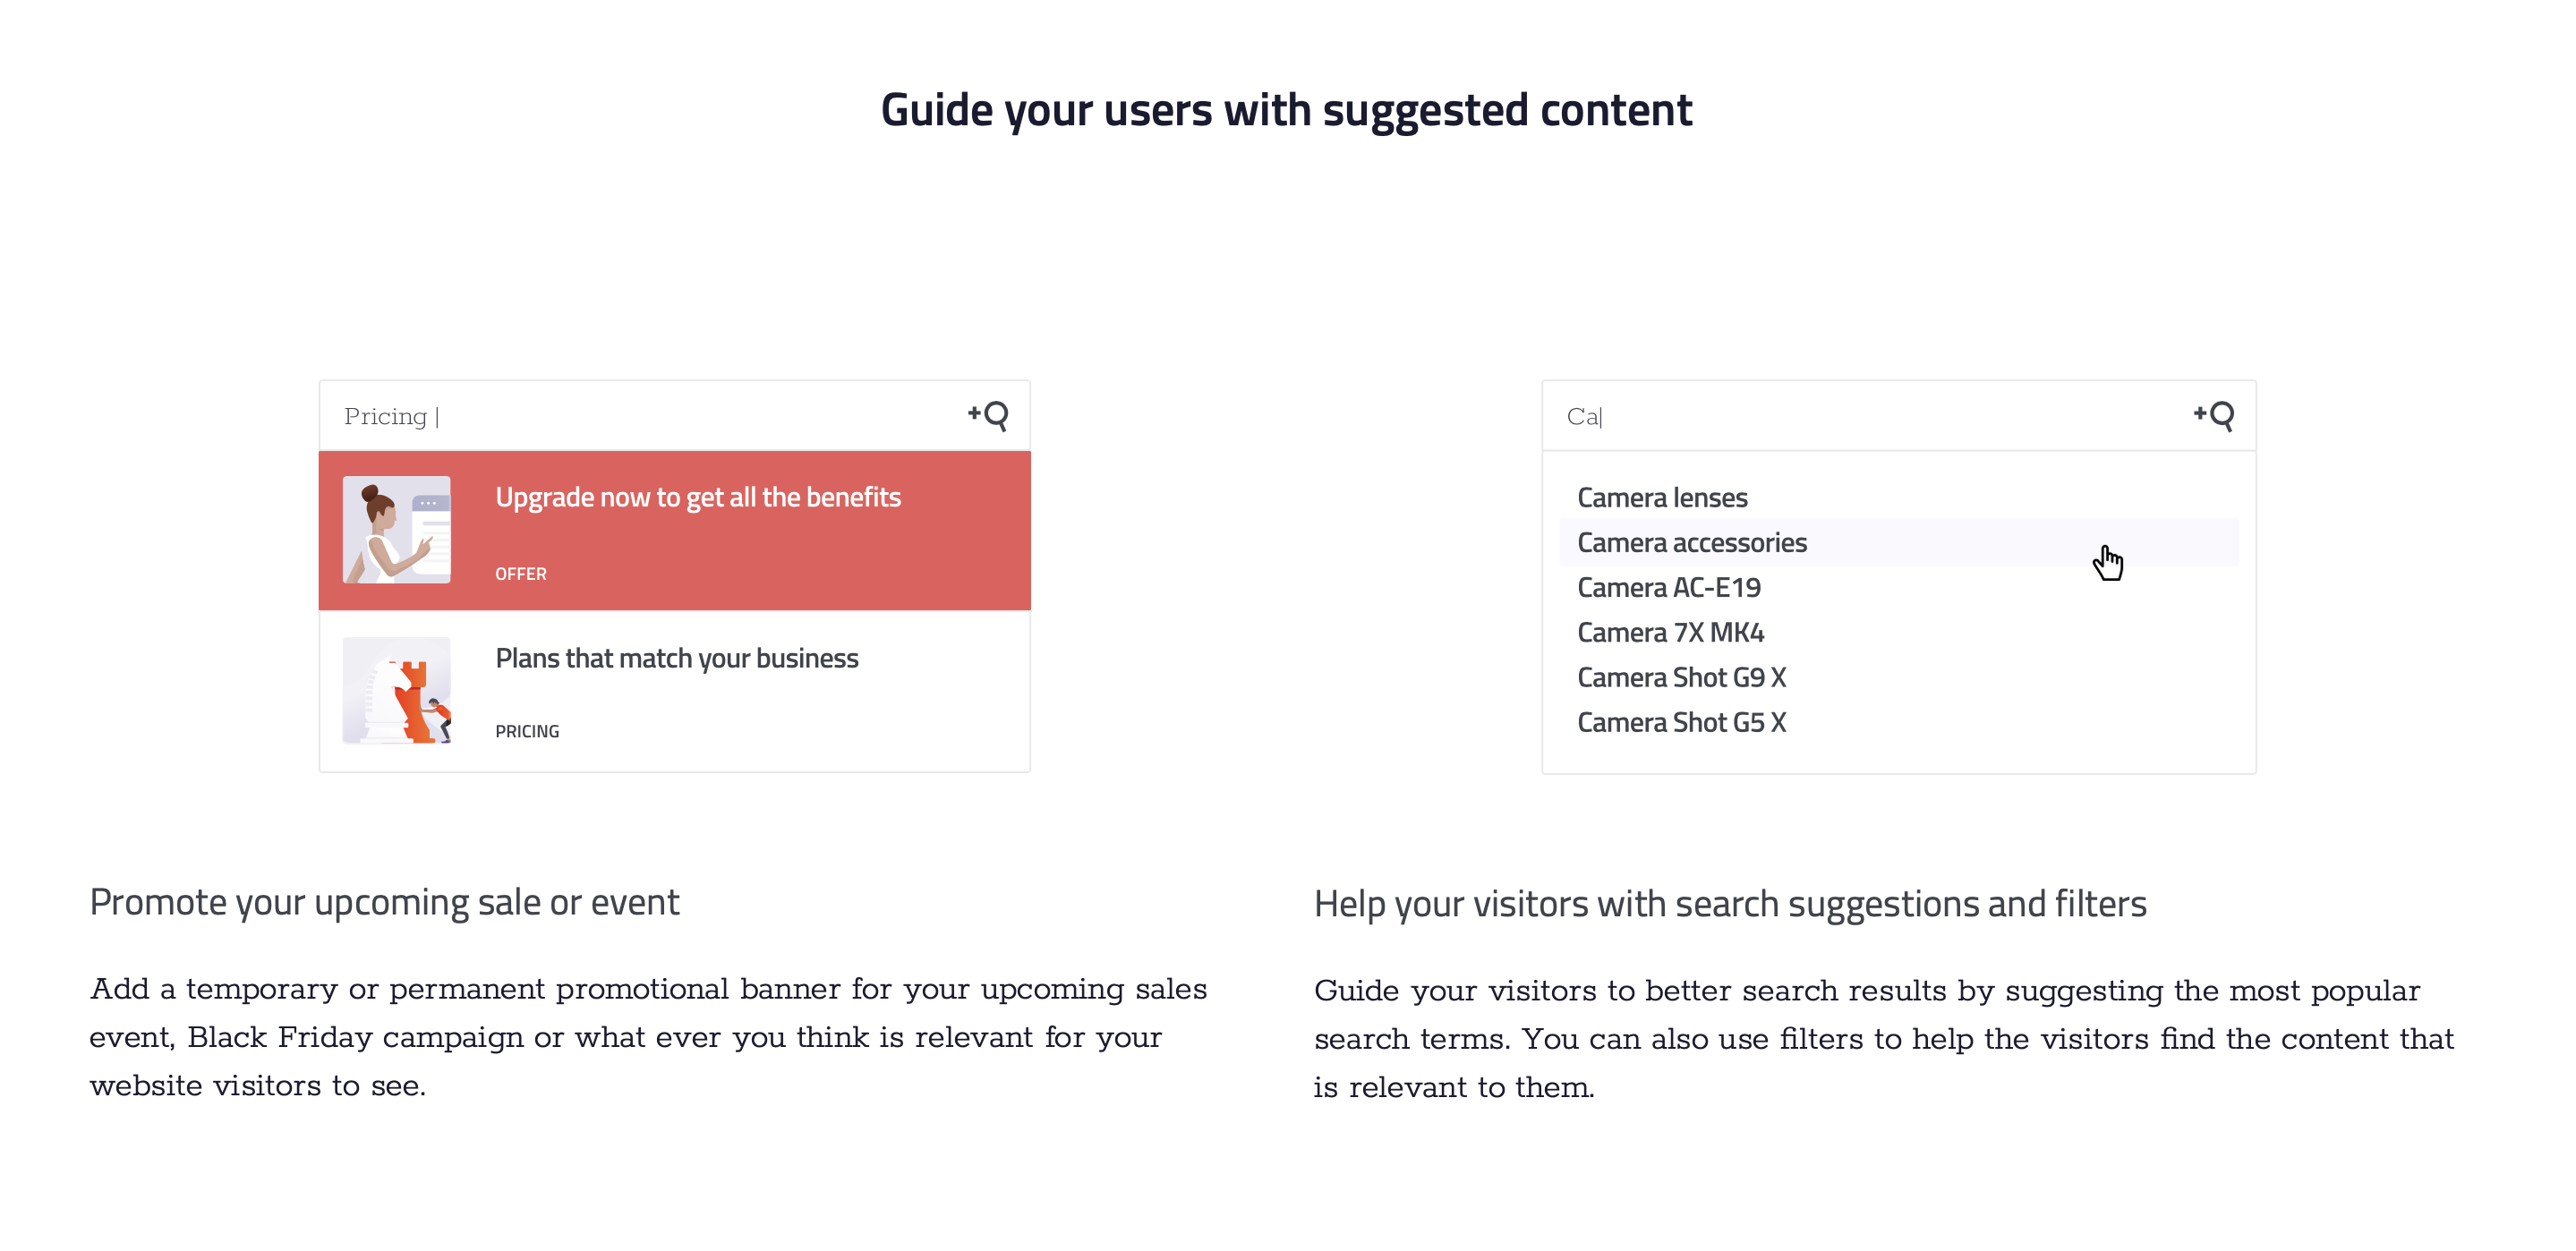 Guide your users with suggested content
Pricing |
Upgrade now to get all the benefits
OFFER
Plans that match your business
PRICING
Ca|
Camera lenses
Camera accessories
Camera AC-E19
Camera 7X MK4
Camera Shot G9 X
Camera Shot G5 X
Promote your upcoming sale or event
Add a temporary or permanent promotional banner for your upcoming sales
event, Black Friday campaign or what ever you think is relevant for your
website visitors to see.
Help your visitors with search suggestions and filters
Guide your visitors to better search results by suggesting the most popular
search terms. You can also use filters to help the visitors find the content that
is relevant to them.